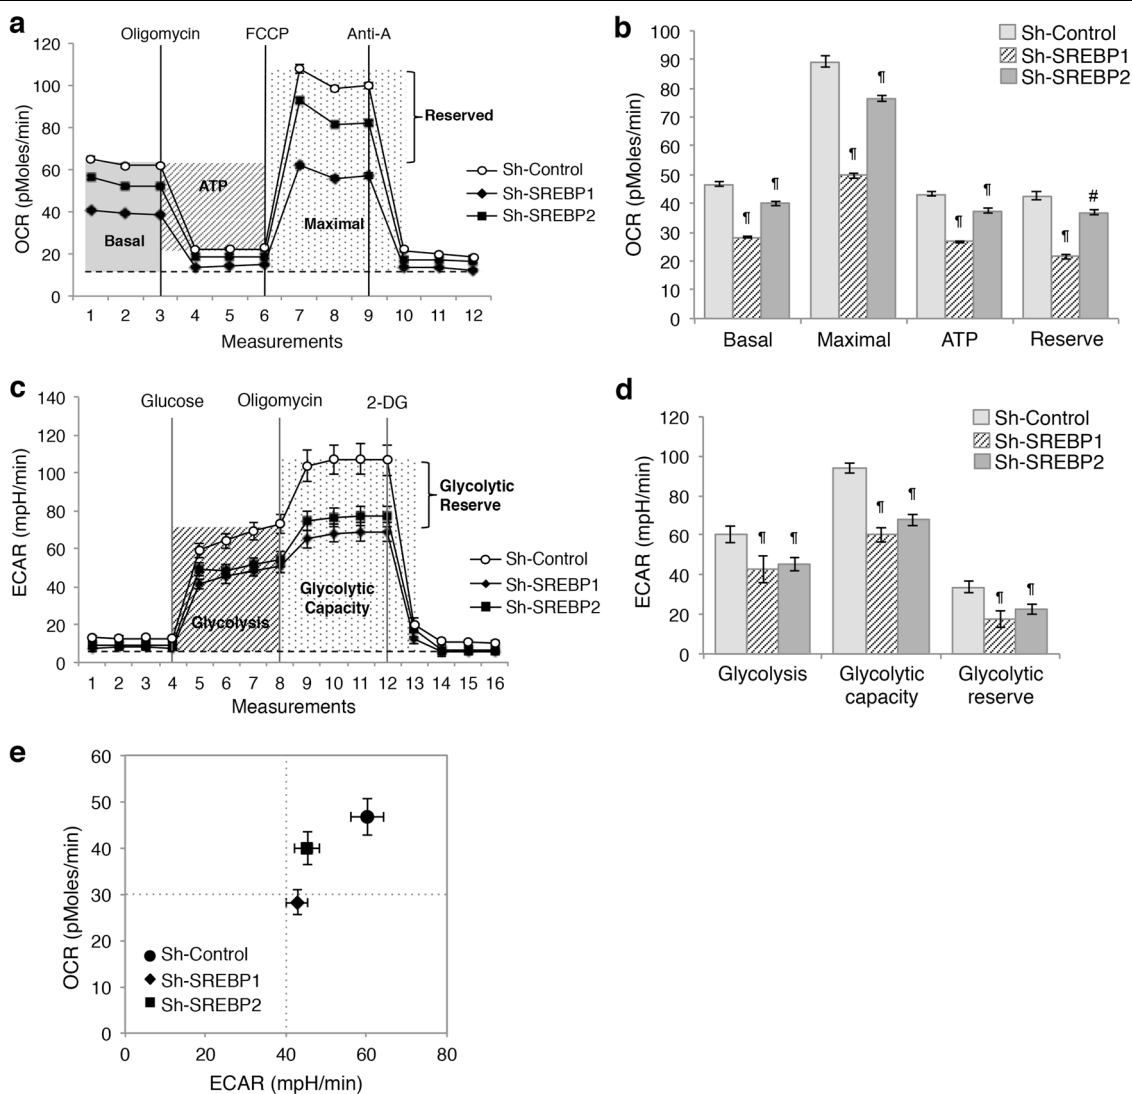 a
Oligomycin FCCP Anti-A
120
100
80
60
40
20
0
OCR (pMoles/min)
Reserved
ATP
Basal
Maximal
Sh-Control
Sh-SREBP1
Sh-SREBP2
1 2 3 4 5 6 7 8 9 10 11 12
Measurements
b
Sh-Control
Sh-SREBP1
Sh-SREBP2
100
90
80
70
60
50
40
30
20
10
0
OCR (pMoles/min)
¶ ¶ ¶ ¶ ¶ ¶ ¶ #
Basal Maximal ATP Reserve
c
Glucose Oligomycin 2-DG
140
120
100
80
60
40
20
0
ECAR (mpH/min)
Glycolytic
Reserve
Glycolysis
Glycolytic
Capacity
Sh-Control
Sh-SREBP1
Sh-SREBP2
1 2 3 4 5 6 7 8 9 10 11 12 13 14 15 16
Measurements
d
Sh-Control
Sh-SREBP1
Sh-SREBP2
120
100
80
60
40
20
0
ECAR (mpH/min)
¶ ¶ ¶ ¶ ¶ ¶
Glycolysis Glycolytic Glycolytic
capacity reserve
e
60
50
40
30
20
10
0
OCR (pMoles/min)
Sh-Control
Sh-SREBP1
Sh-SREBP2
0 20 40 60 80
ECAR (mpH/min)